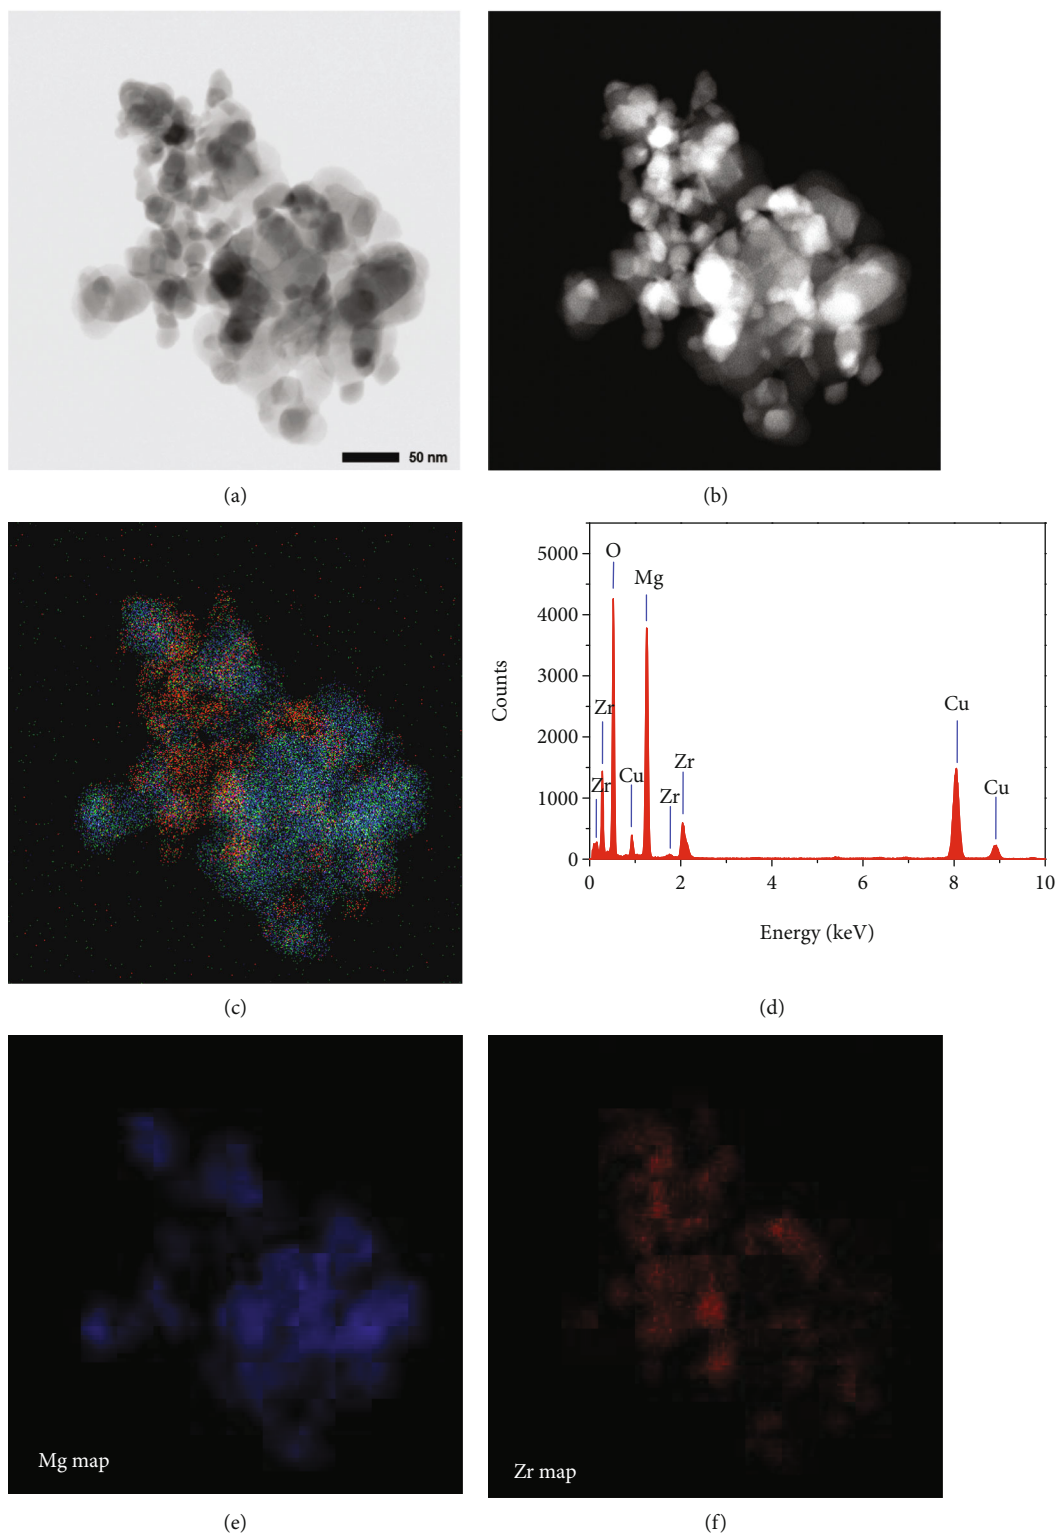 50 nm
(a)
(b)
(c)
5000
4000
3000
2000
1000
0
Counts
O
Mg
Zr
Zr
Cu
Zr
Zr
Cu
Cu
0
2
4
6
8
10
Energy (keV)
(d)
Mg map
(e)
Zr map
(f)